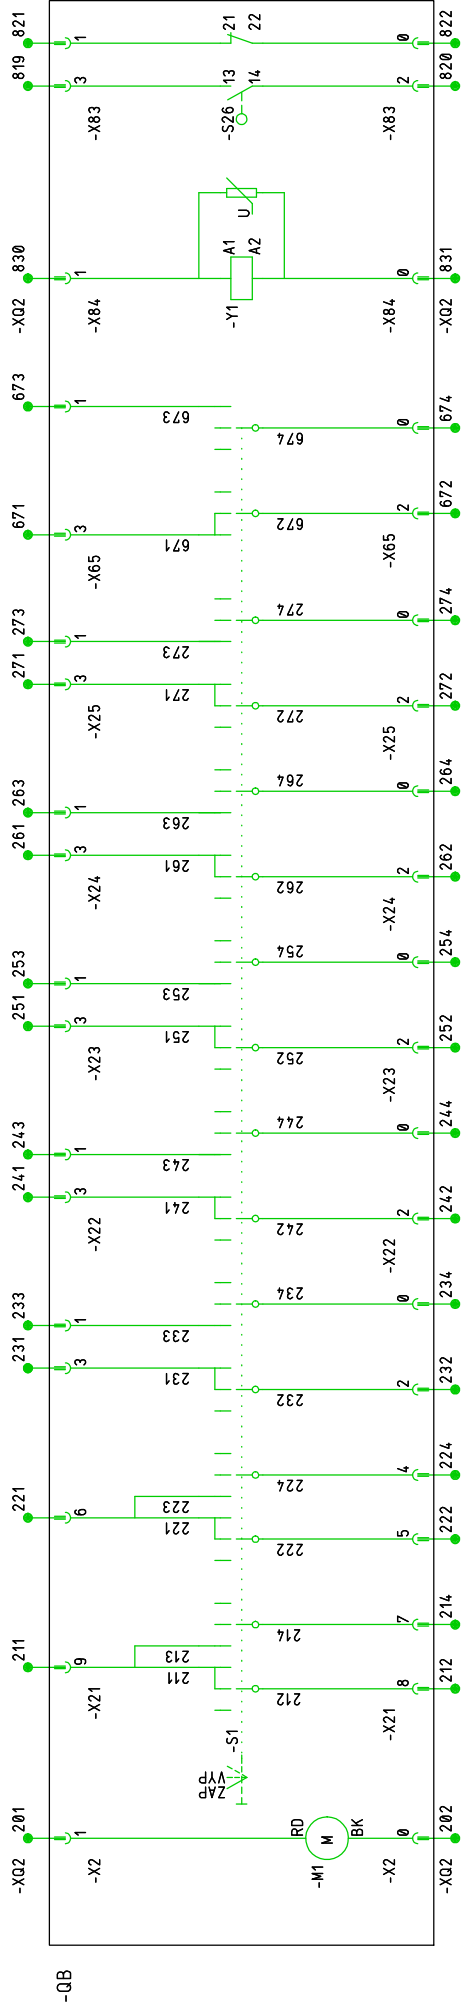 -XQ2 201 211 221 231 233 241 243 251 253 261 263 271 273 671 673 -XQ2 830 819 821
-QB
1 9 6 3 1 3 1 3 1 3 1 3 1 3 1 1 3 1
-X2 -X21 -X22 -X23 -X24 -X25 -X65 -X84 -X83
211 213 221 223 231 233 241 243 251 253 261 263 271 273 671 673
ZAP
VYP
-S1 -Y1 A1 -S26 13 21
A2 U 14 22
212 214 222 224 232 234 242 244 252 254 262 264 272 274 672 674
RD
-M1 M
BK
-X2 -X21 -X22 -X23 -X24 -X25 -X65 -X84 -X83
0 8 7 5 4 2 0 2 0 2 0 2 0 2 0 2 0 0 2 0
-XQ2 202 212 214 222 224 232 234 242 244 252 254 262 264 272 274 672 674 -XQ2 831 820 822